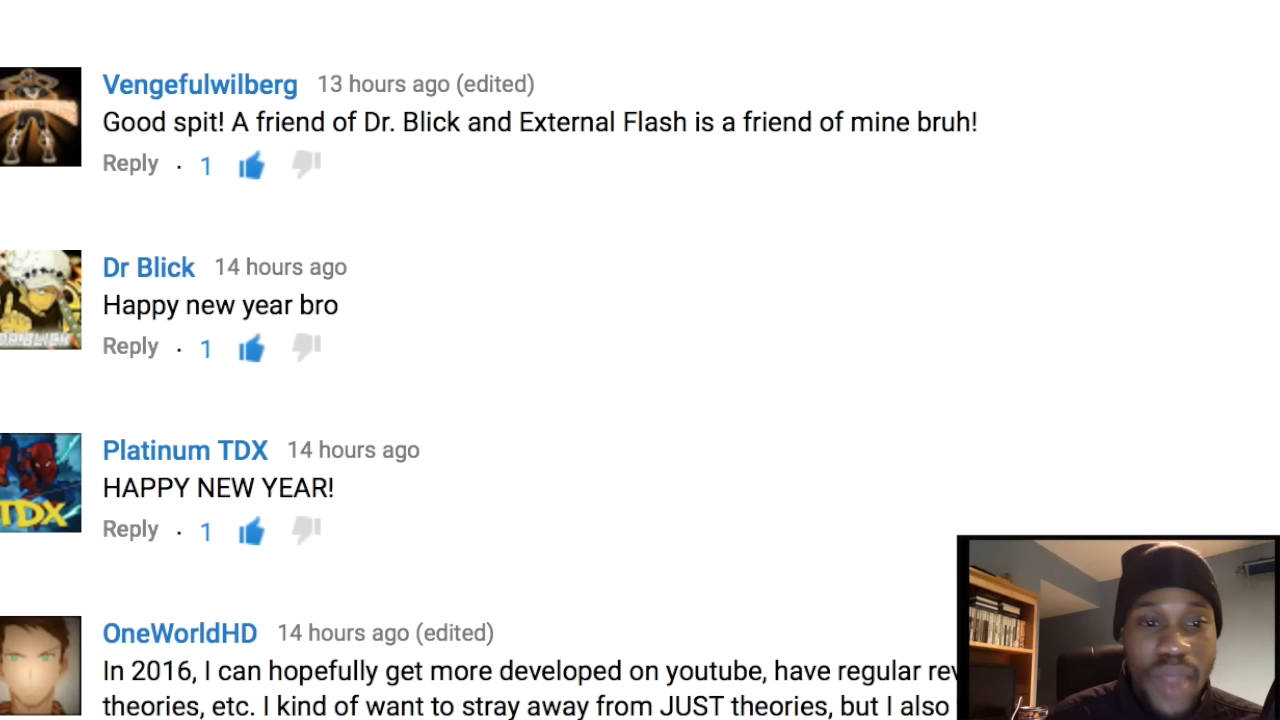 Vengefulwilberg 13 hours ago (edited)
Good spit! A friend of Dr. Blick and External Flash is a friend of mine bruh!
Reply · 1
Dr Blick 14 hours ago
Happy new year bro
DR BLICK
Reply · 1
Platinum TDX 14 hours ago
HAPPY NEW YEAR!
TDX
Reply · 1
OneWorldHD 14 hours ago (edited)
In 2016, I can hopefully get more developed on youtube, have regular
theories, etc. I kind of want to stray away from JUST theories, but I also